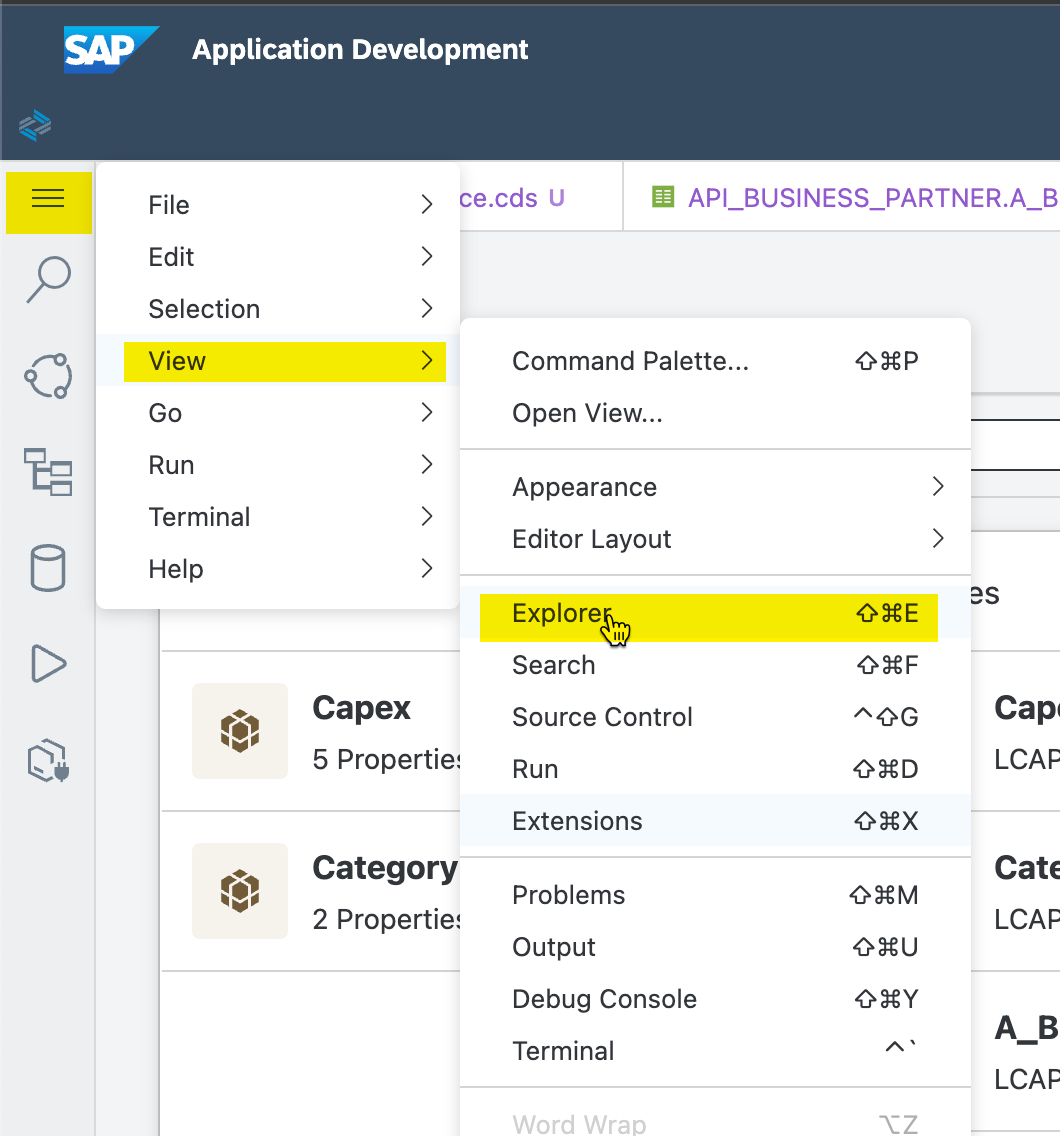 SAP
Application Development
ce.cds U
API_BUSINESS_PARTNER.A_B
File
Edit
Selection
View
Go
Run
Terminal
Help
Command Palette... ⇧⌘P
Open View...
Appearance
Editor Layout
Explorer ⇧⌘E
Search ⇧⌘F
Source Control ^⇧G
Run ⇧⌘D
Extensions ⇧⌘X
Problems ⇧⌘M
Output ⇧⌘U
Debug Console ⇧⌘Y
Terminal ^`
Word Wrap ⌥Z
Capex
5 Properties
Category
2 Properties
es
Cape
LCAP
Cate
LCAP
A_B
LCAP